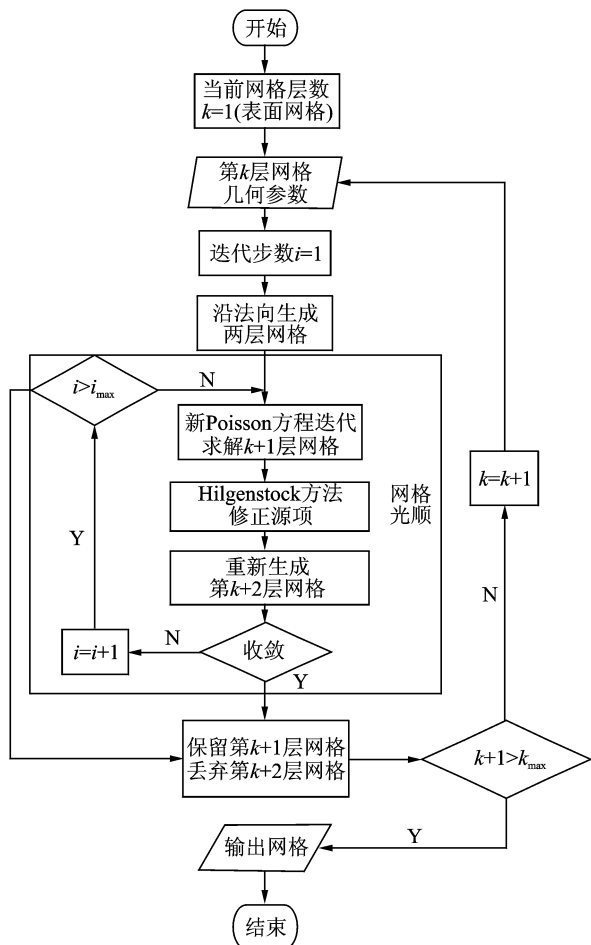 开始
当前网格层数
k=1(表面网格)
第k层网格
几何参数
迭代步数i=1
沿法向生成
两层网格
i>imax
N
新Poisson方程迭代
求解k+1层网格
Hilgenstock方法
修正源项
网格
光顺
重新生成
第k+2层网格
Y
收敛
N
i=i+1
Y
保留第k+1层网格
丢弃第k+2层网格
k+1>kmax
N
k=k+1
Y
输出网格
结束